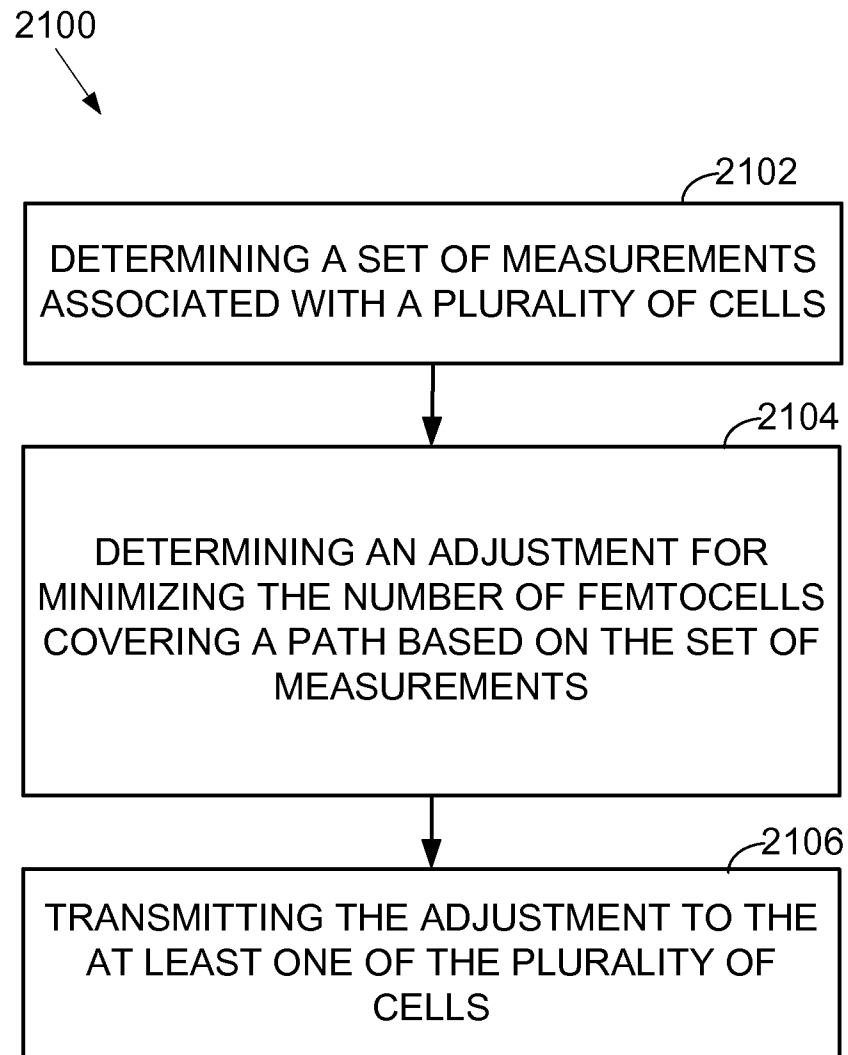 2100
2102
DETERMINING A SET OF MEASUREMENTS
ASSOCIATED WITH A PLURALITY OF CELLS
2104
DETERMINING AN ADJUSTMENT FOR
MINIMIZING THE NUMBER OF FEMTOCELLS
COVERING A PATH BASED ON THE SET OF
MEASUREMENTS
2106
TRANSMITTING THE ADJUSTMENT TO THE
AT LEAST ONE OF THE PLURALITY OF
CELLS